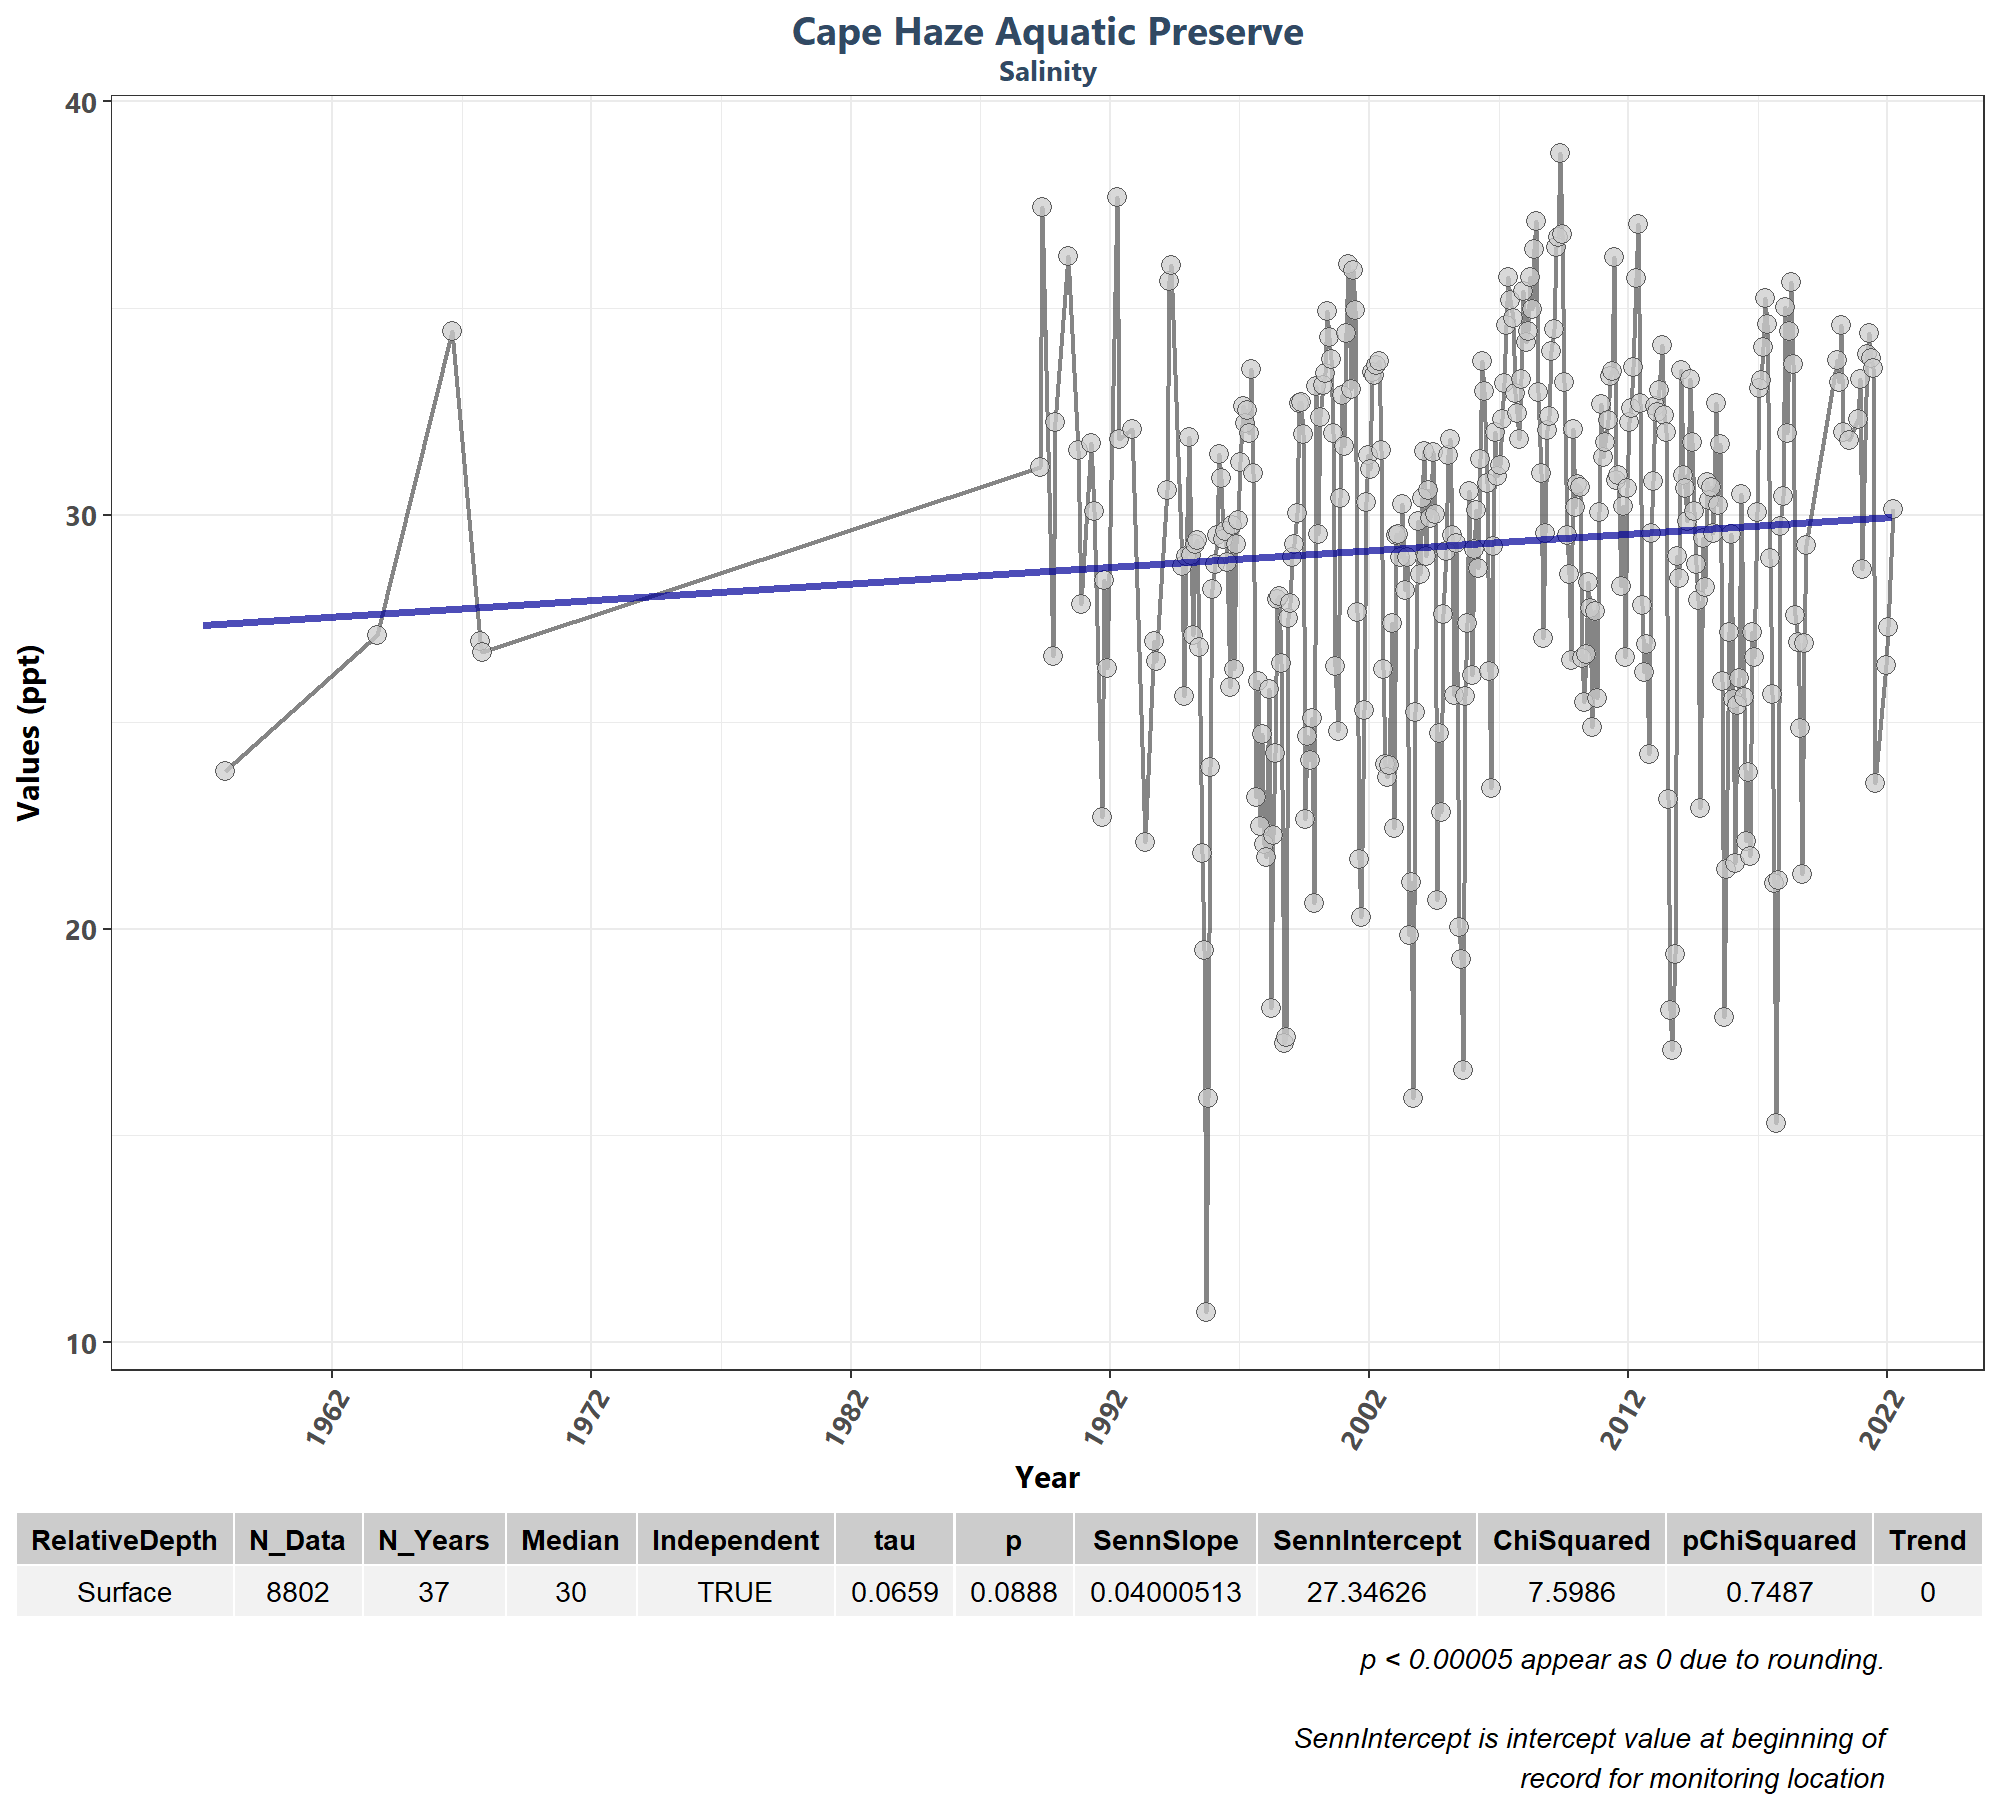 Cape Haze Aquatic Preserve
Salinity
Values (ppt)
40
30
20
10
1962 1972 1982 1992 2002 2012 2022
Year
RelativeDepth N_Data N_Years Median Independent tau p SennSlope SennIntercept ChiSquared pChiSquared Trend
Surface 8802 37 30 TRUE 0.0659 0.0888 0.04000513 27.34626 7.5986 0.7487 0
p < 0.00005 appear as 0 due to rounding.
SennIntercept is intercept value at beginning of
record for monitoring location